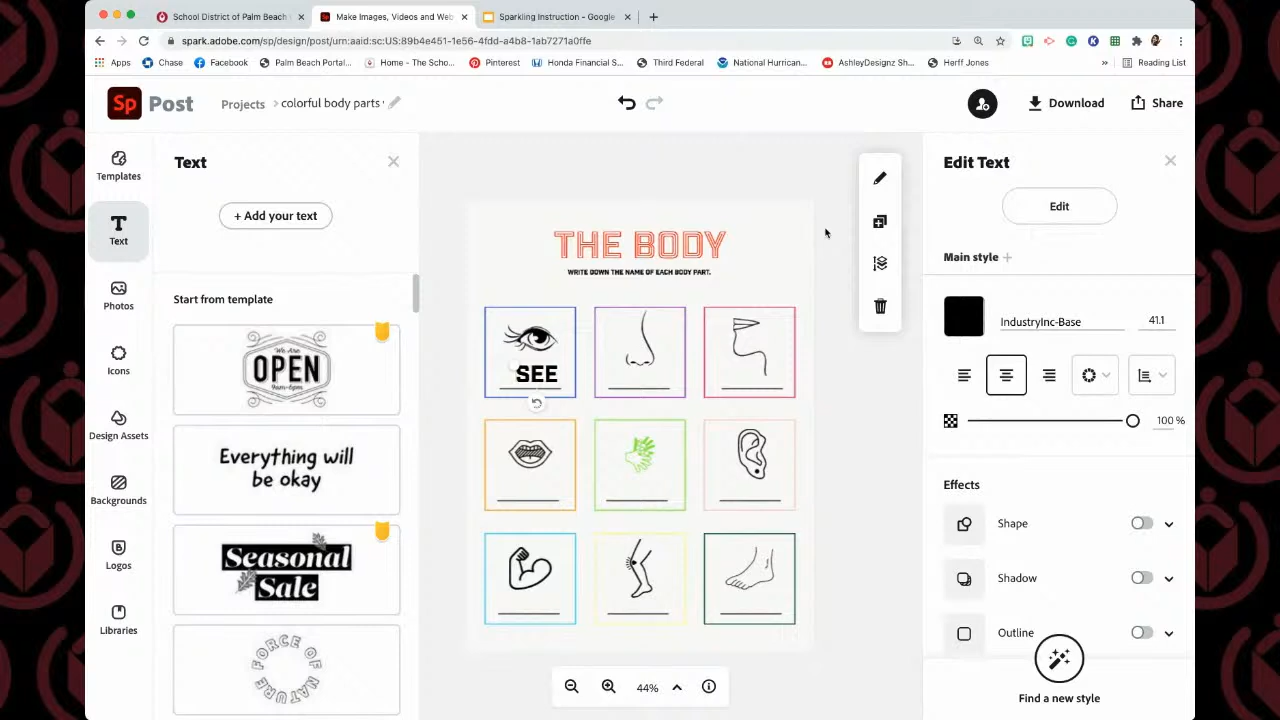 School District of Palm Beach
Make Images, Videos and Web
Sparkling Instruction - Google
spark.adobe.com/sp/design/post/urn:aaid:sc:US:89b4e451-1e56-4fdd-a4b8-1ab7271a0ffe
Apps Chase Facebook Palm Beach Portal... Home - The Scho... Pinterest Honda Financial S... Third Federal National Hurrican... AshleyDesignz Sh... Herff Jones » Reading List
Sp Post Projects > colorful body parts Download Share
Templates
Text
Photos
Icons
Design Assets
Backgrounds
B
Logos
Libraries
Text
+ Add your text
Start from template
We Are
OPEN
9am-6pm
Everything will
be okay
Seasonal
Sale
FORCE OF NATURE
THE BODY
WRITE DOWN THE NAME OF EACH BODY PART.
SEE
44%
Edit Text
Edit
Main style +
IndustryInc-Base 41.1
100 %
Effects
Shape
Shadow
Outline
Find a new style